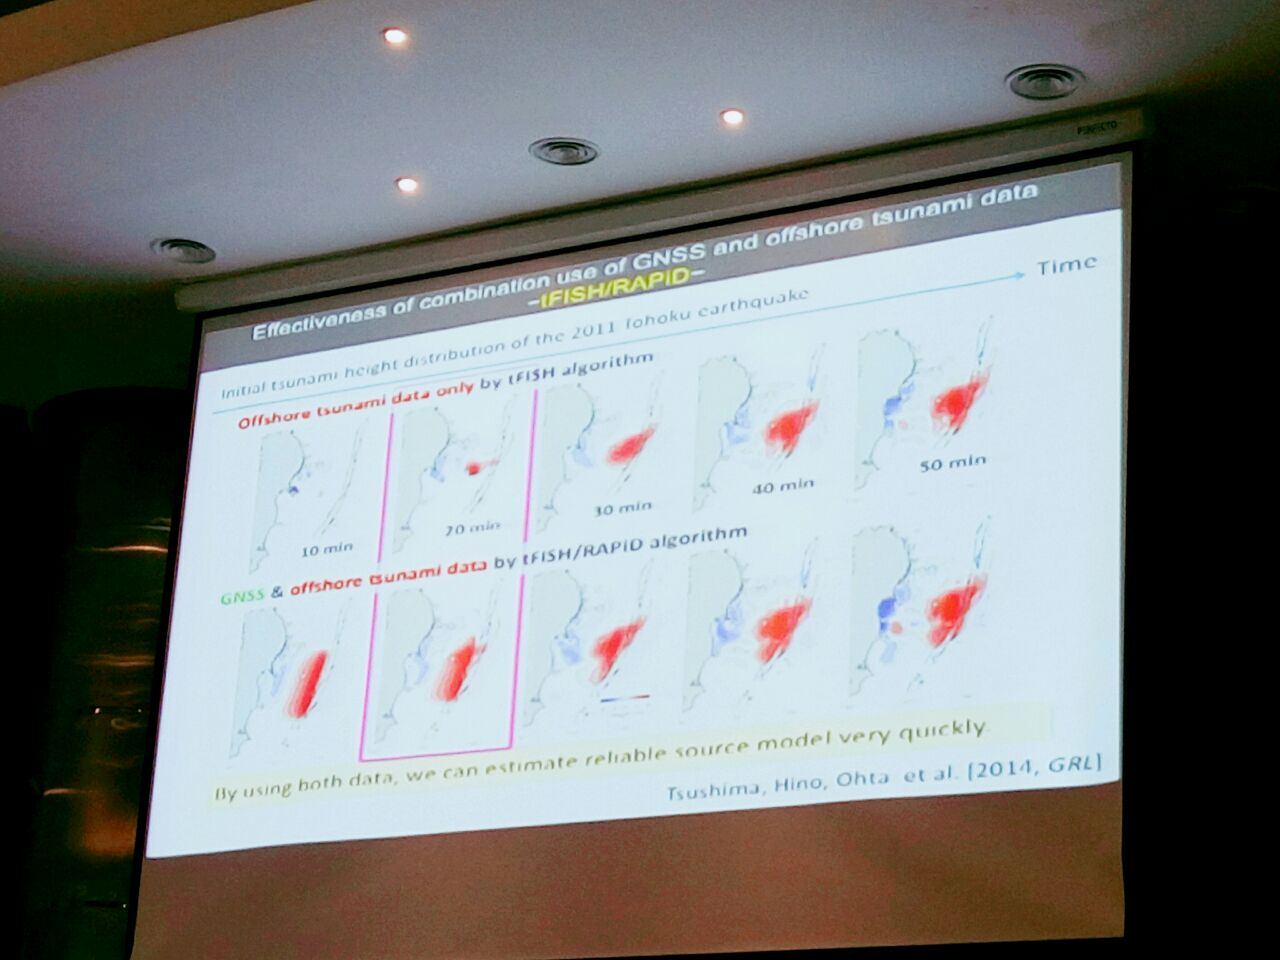 Effectiveness of combination use of GNSS and offshore tsunami data
–tFISH/RAPiD–
Time
Initial tsunami height distribution of the 2011 Tohoku earthquake
Offshore tsunami data only by tFISH algorithm
10 min
20 min
30 min
40 min
50 min
GNSS & offshore tsunami data by tFISH/RAPiD algorithm
By using both data, we can estimate reliable source model very quickly.
Tsushima, Hino, Ohta et al. [2014, GRL]